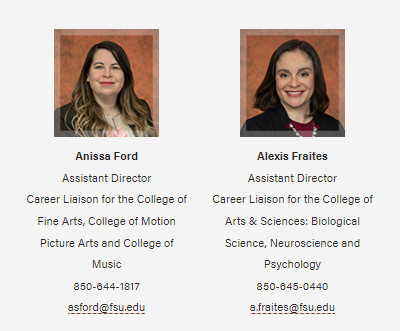 Anissa Ford
Assistant Director
Career Liaison for the College of
Fine Arts, College of Motion
Picture Arts and College of
Music
850-644-1817
asford@fsu.edu
Alexis Fraites
Assistant Director
Career Liaison for the College of
Arts & Sciences: Biological
Science, Neuroscience and
Psychology
850-645-0440
a.fraites@fsu.edu